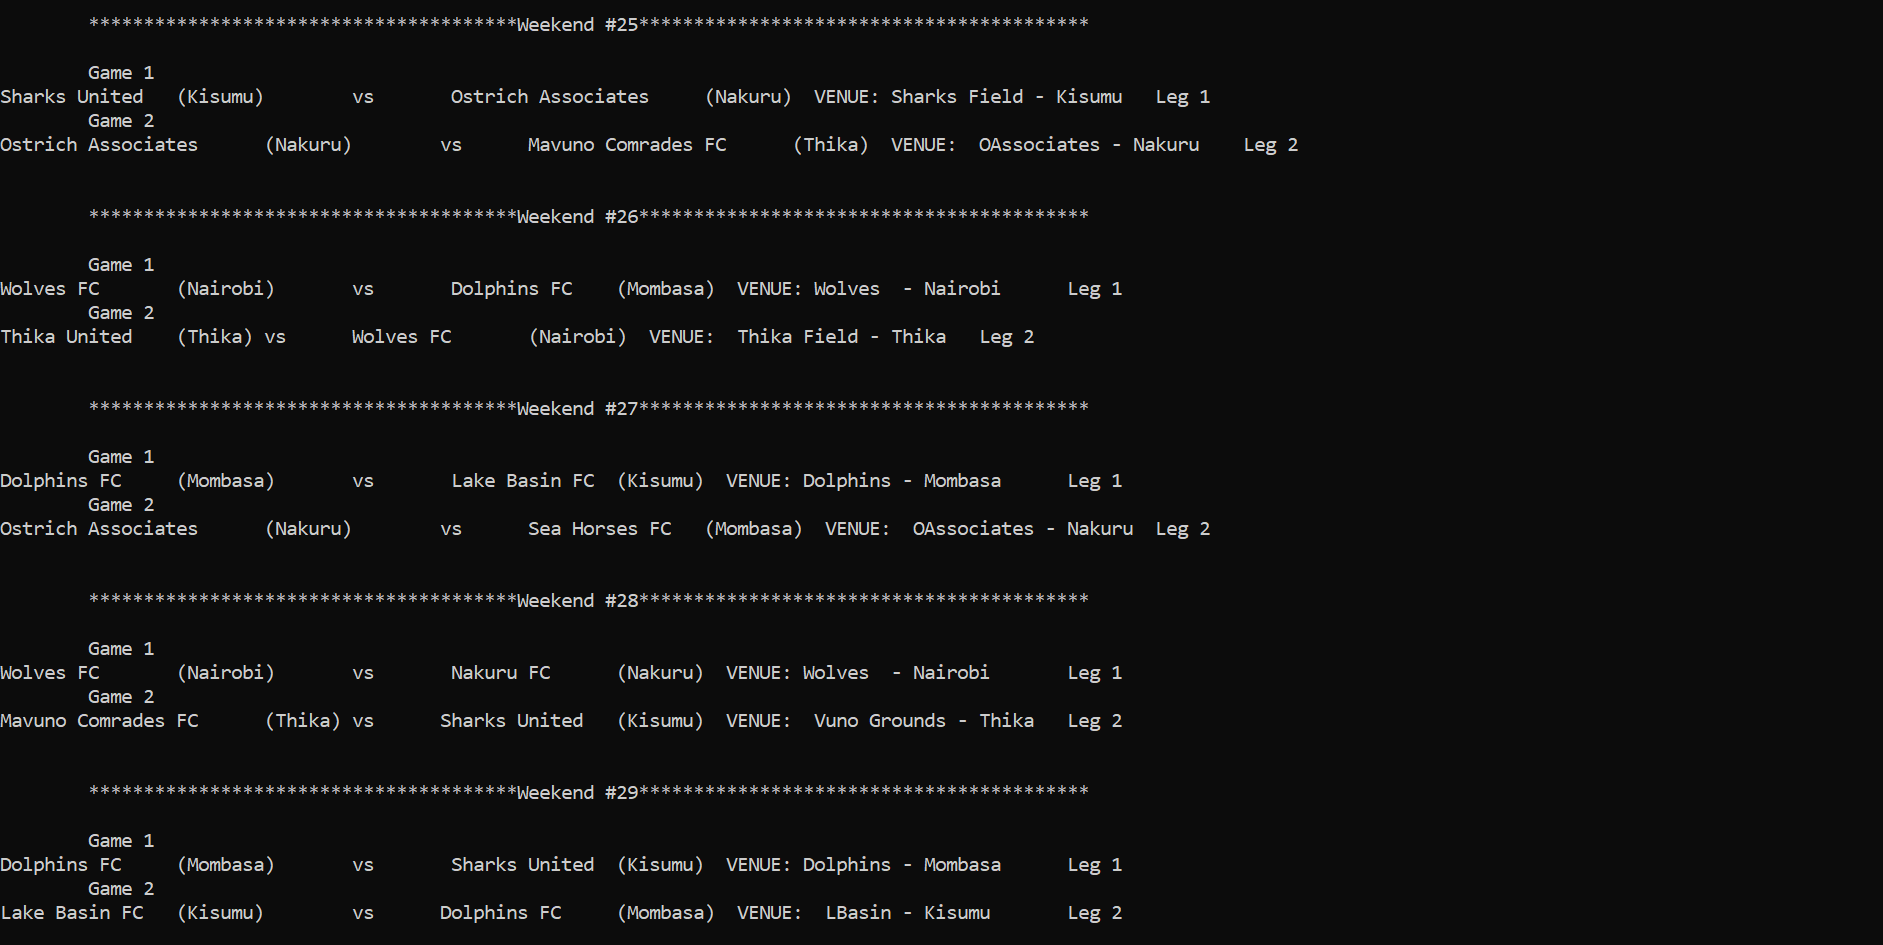 ***************************************Weekend #25*****************************************
Game 1
Sharks United (Kisumu) vs Ostrich Associates (Nakuru) VENUE: Sharks Field - Kisumu Leg 1
Game 2
Ostrich Associates (Nakuru) vs Mavuno Comrades FC (Thika) VENUE: OAssociates - Nakuru Leg 2
***************************************Weekend #26*****************************************
Game 1
Wolves FC (Nairobi) vs Dolphins FC (Mombasa) VENUE: Wolves - Nairobi Leg 1
Game 2
Thika United (Thika) vs Wolves FC (Nairobi) VENUE: Thika Field - Thika Leg 2
***************************************Weekend #27*****************************************
Game 1
Dolphins FC (Mombasa) vs Lake Basin FC (Kisumu) VENUE: Dolphins - Mombasa Leg 1
Game 2
Ostrich Associates (Nakuru) vs Sea Horses FC (Mombasa) VENUE: OAssociates - Nakuru Leg 2
***************************************Weekend #28*****************************************
Game 1
Wolves FC (Nairobi) vs Nakuru FC (Nakuru) VENUE: Wolves - Nairobi Leg 1
Game 2
Mavuno Comrades FC (Thika) vs Sharks United (Kisumu) VENUE: Vuno Grounds - Thika Leg 2
***************************************Weekend #29*****************************************
Game 1
Dolphins FC (Mombasa) vs Sharks United (Kisumu) VENUE: Dolphins - Mombasa Leg 1
Game 2
Lake Basin FC (Kisumu) vs Dolphins FC (Mombasa) VENUE: LBasin - Kisumu Leg 2